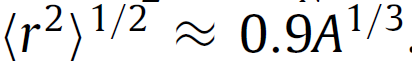 ⟨r²⟩^{1/2} ≈ 0.9A^{1/3}.